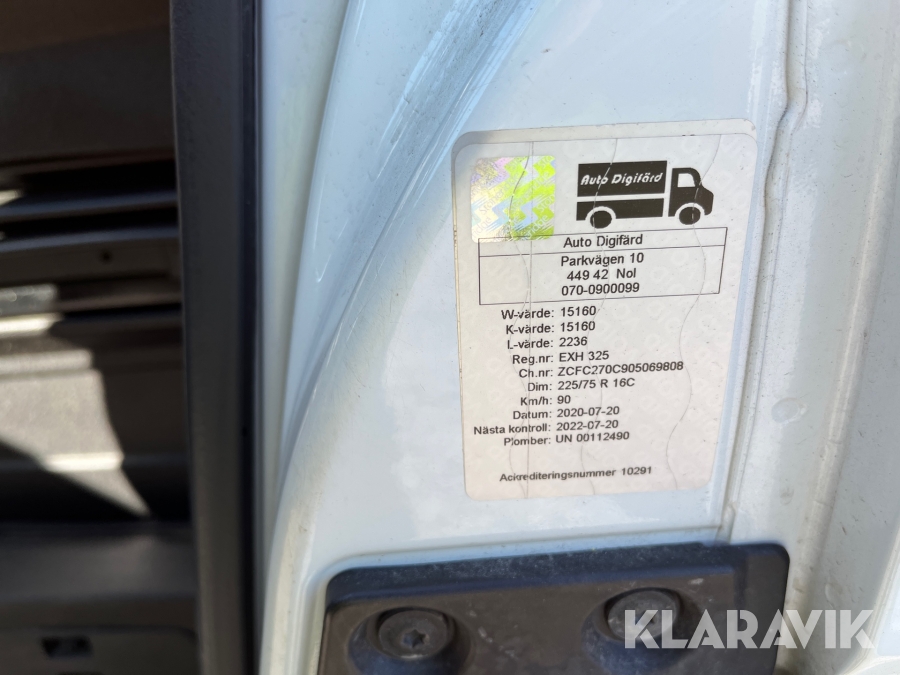 Auto Digifärd
Auto Digifärd
Parkvägen 10
449 42 Nol
070-0900099
W-värde: 15160
K-värde: 15160
L-värde: 2236
Reg.nr: EXH 325
Ch.nr: ZCFC270C905069808
Dim: 225/75 R 16C
Km/h: 90
Datum: 2020-07-20
Nästa kontroll: 2022-07-20
Plomber: UN 00112490
Ackrediteringsnummer 10291
KLARAVIK